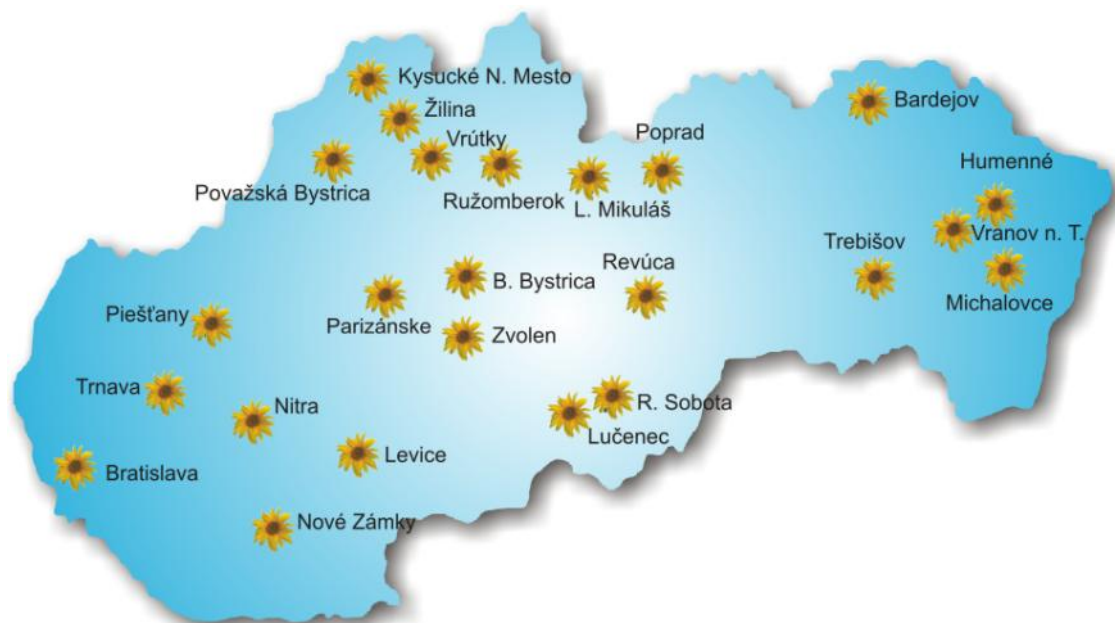 Kysucké N. Mesto
Bardejov
Žilina
Vrútky
Poprad
Humenné
Považská Bystrica
Ružomberok
L. Mikuláš
Vranov n. T.
Trebišov
Revúca
B. Bystrica
Michalovce
Piešťany
Parizánske
Zvolen
Trnava
Nitra
R. Sobota
Lučenec
Levice
Bratislava
Nové Zámky